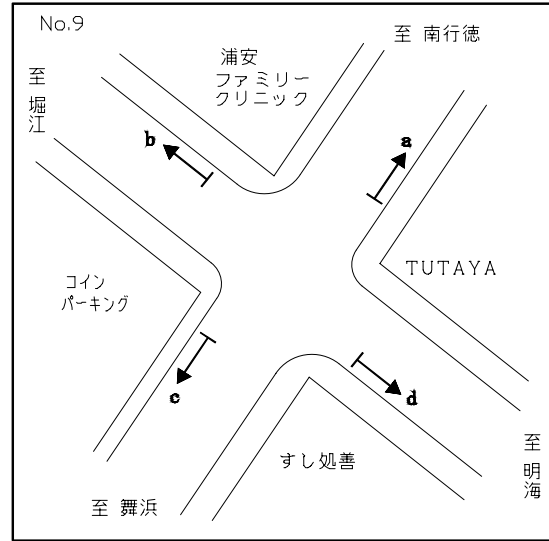 No.9
至 南行徳
浦安
ファミリー
クリニック
至 堀江
b
a
TUTAYA
コイン
パーキング
c
d
すし処善
至 舞浜
至 明海